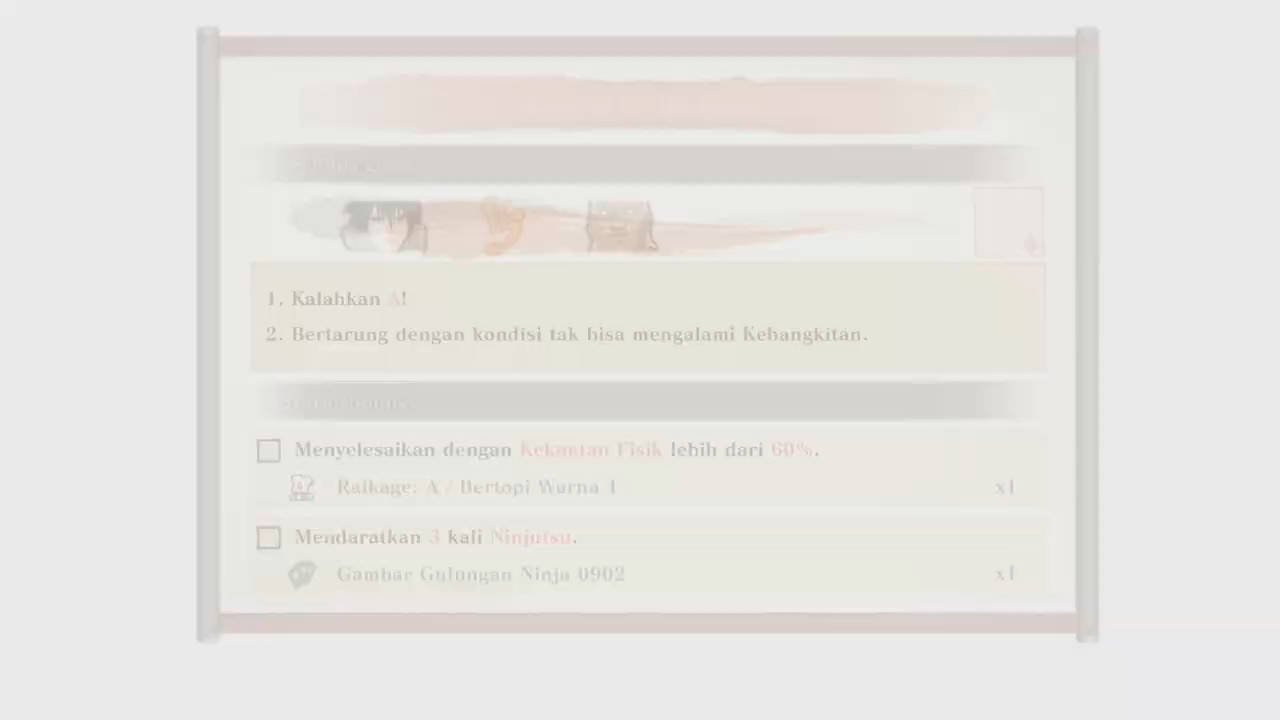 1. Kalahkan A!
2. Bertarung dengan kondisi tak bisa mengalami Kebangkitan.
Menyelesaikan dengan Kekuatan Fisik lebih dari 60%.
Raikage: A / Bertopi Warna 1 x1
Mendaratkan 3 kali Ninjutsu.
Gambar Gulungan Ninja 0902 x1